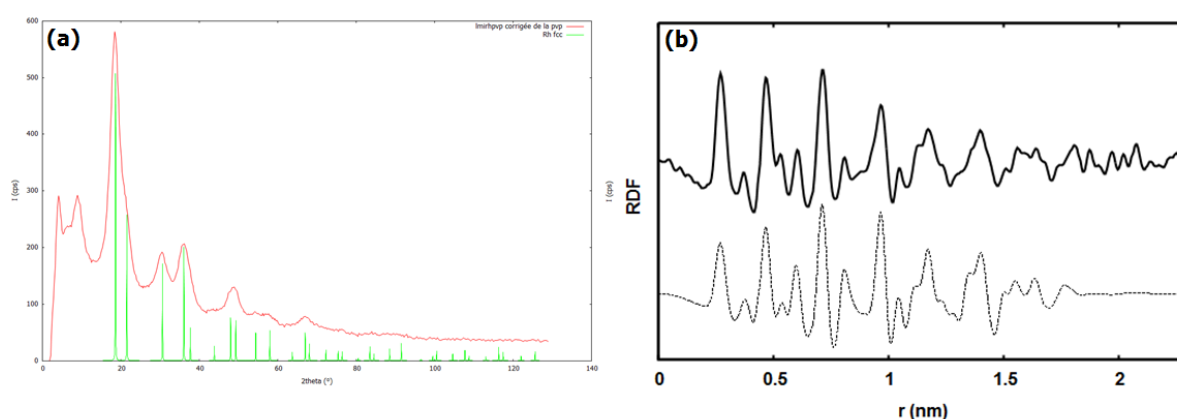 (a)
lmirhpvp corrigée de la pvp
Rh fcc
600
500
400
300
200
100
0
I (cps)
0 20 40 60 80 100 120 140
2theta (º)
I (cps)
(b)
RDF
0 0.5 1 1.5 2
r (nm)